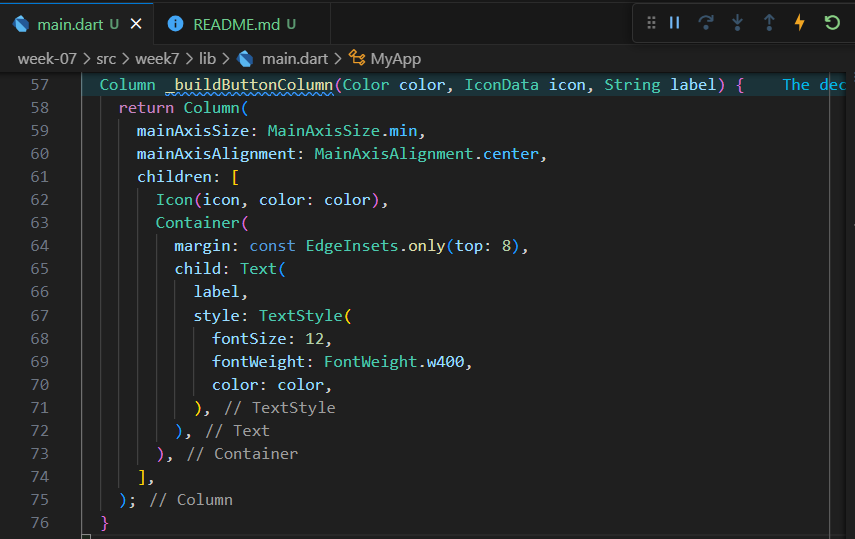 main.dart U
README.md U
week-07 > src > week7 > lib > main.dart > MyApp
57 Column _buildButtonColumn(Color color, IconData icon, String label) { The dec
58 return Column(
59 mainAxisSize: MainAxisSize.min,
60 mainAxisAlignment: MainAxisAlignment.center,
61 children: [
62 Icon(icon, color: color),
63 Container(
64 margin: const EdgeInsets.only(top: 8),
65 child: Text(
66 label,
67 style: TextStyle(
68 fontSize: 12,
69 fontWeight: FontWeight.w400,
70 color: color,
71 ), // TextStyle
72 ), // Text
73 ), // Container
74 ],
75 ); // Column
76 }